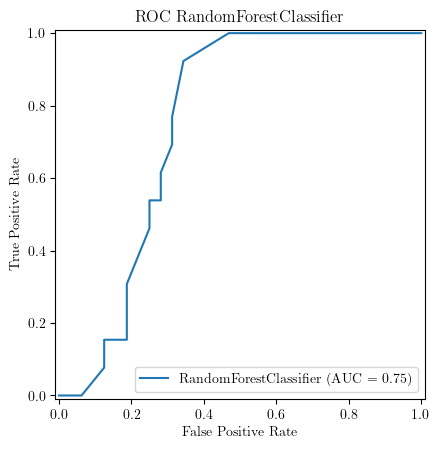 ROC RandomForestClassifier
1.0
0.8
0.6
0.4
0.2
0.0
True Positive Rate
RandomForestClassifier (AUC = 0.75)
0.0 0.2 0.4 0.6 0.8 1.0
False Positive Rate